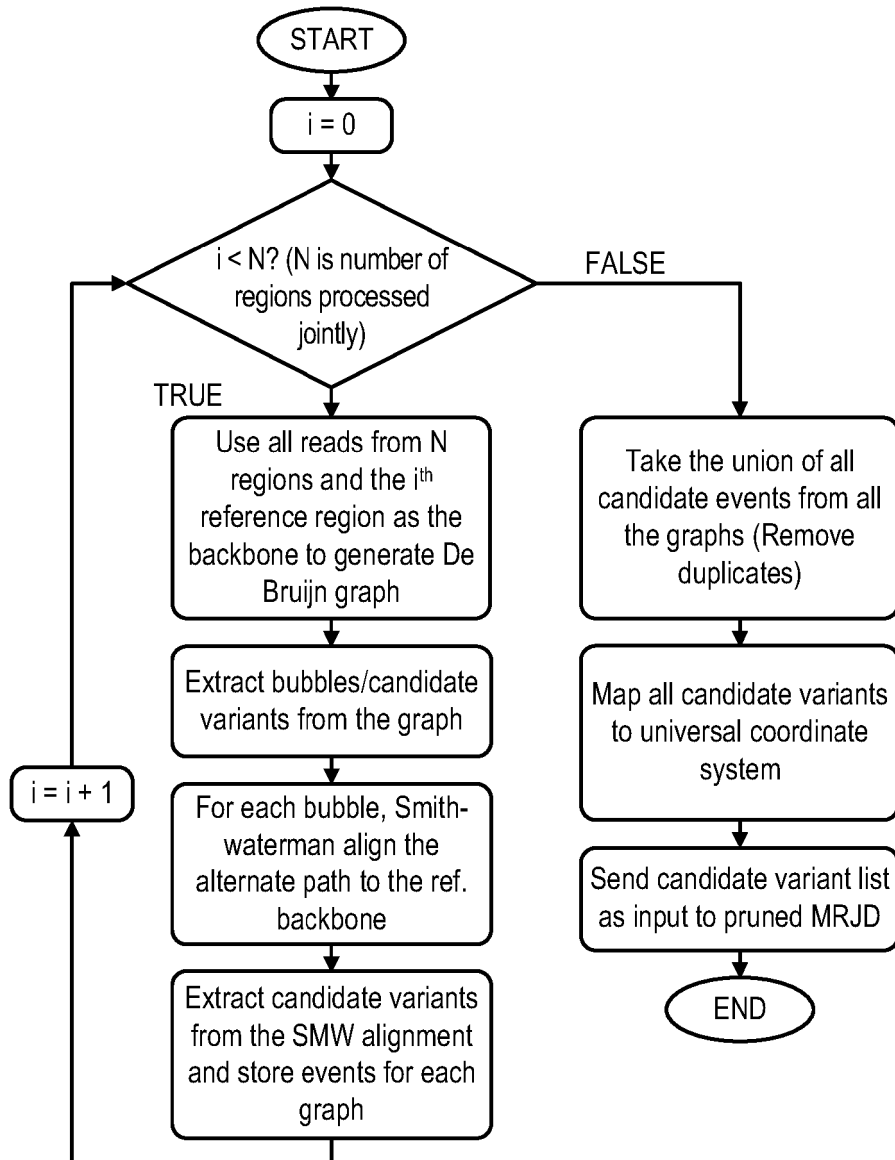 START
i = 0
i < N? (N is number of
regions processed
jointly)
FALSE
TRUE
Use all reads from N
regions and the ith
reference region as the
backbone to generate De
Bruijn graph
Extract bubbles/candidate
variants from the graph
i = i + 1
For each bubble, Smith-
waterman align the
alternate path to the ref.
backbone
Extract candidate variants
from the SMW alignment
and store events for each
graph
Take the union of all
candidate events from all
the graphs (Remove
duplicates)
Map all candidate variants
to universal coordinate
system
Send candidate variant list
as input to pruned MRJD
END